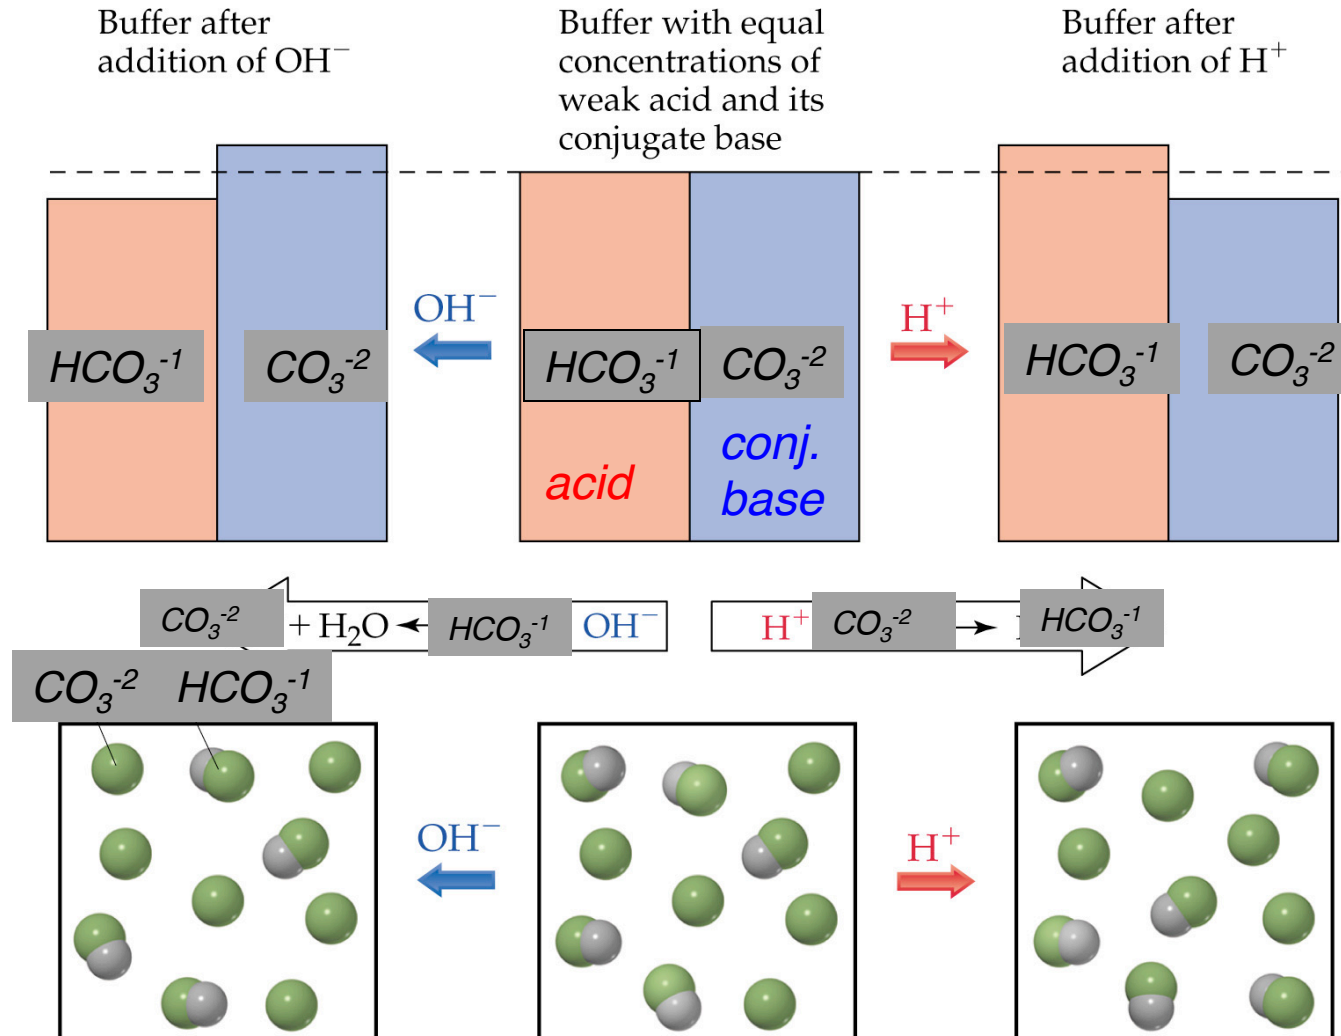 Buffer after
addition of OH⁻
Buffer with equal
concentrations of
weak acid and its
conjugate base
Buffer after
addition of H⁺
HCO₃⁻¹ CO₃⁻²
OH⁻
HCO₃⁻¹ CO₃⁻²
acid
conj.
base
H⁺
HCO₃⁻¹ CO₃⁻²
CO₃⁻² + H₂O ← HCO₃⁻¹ OH⁻
H⁺ CO₃⁻² → HCO₃⁻¹
CO₃⁻² HCO₃⁻¹
OH⁻
H⁺